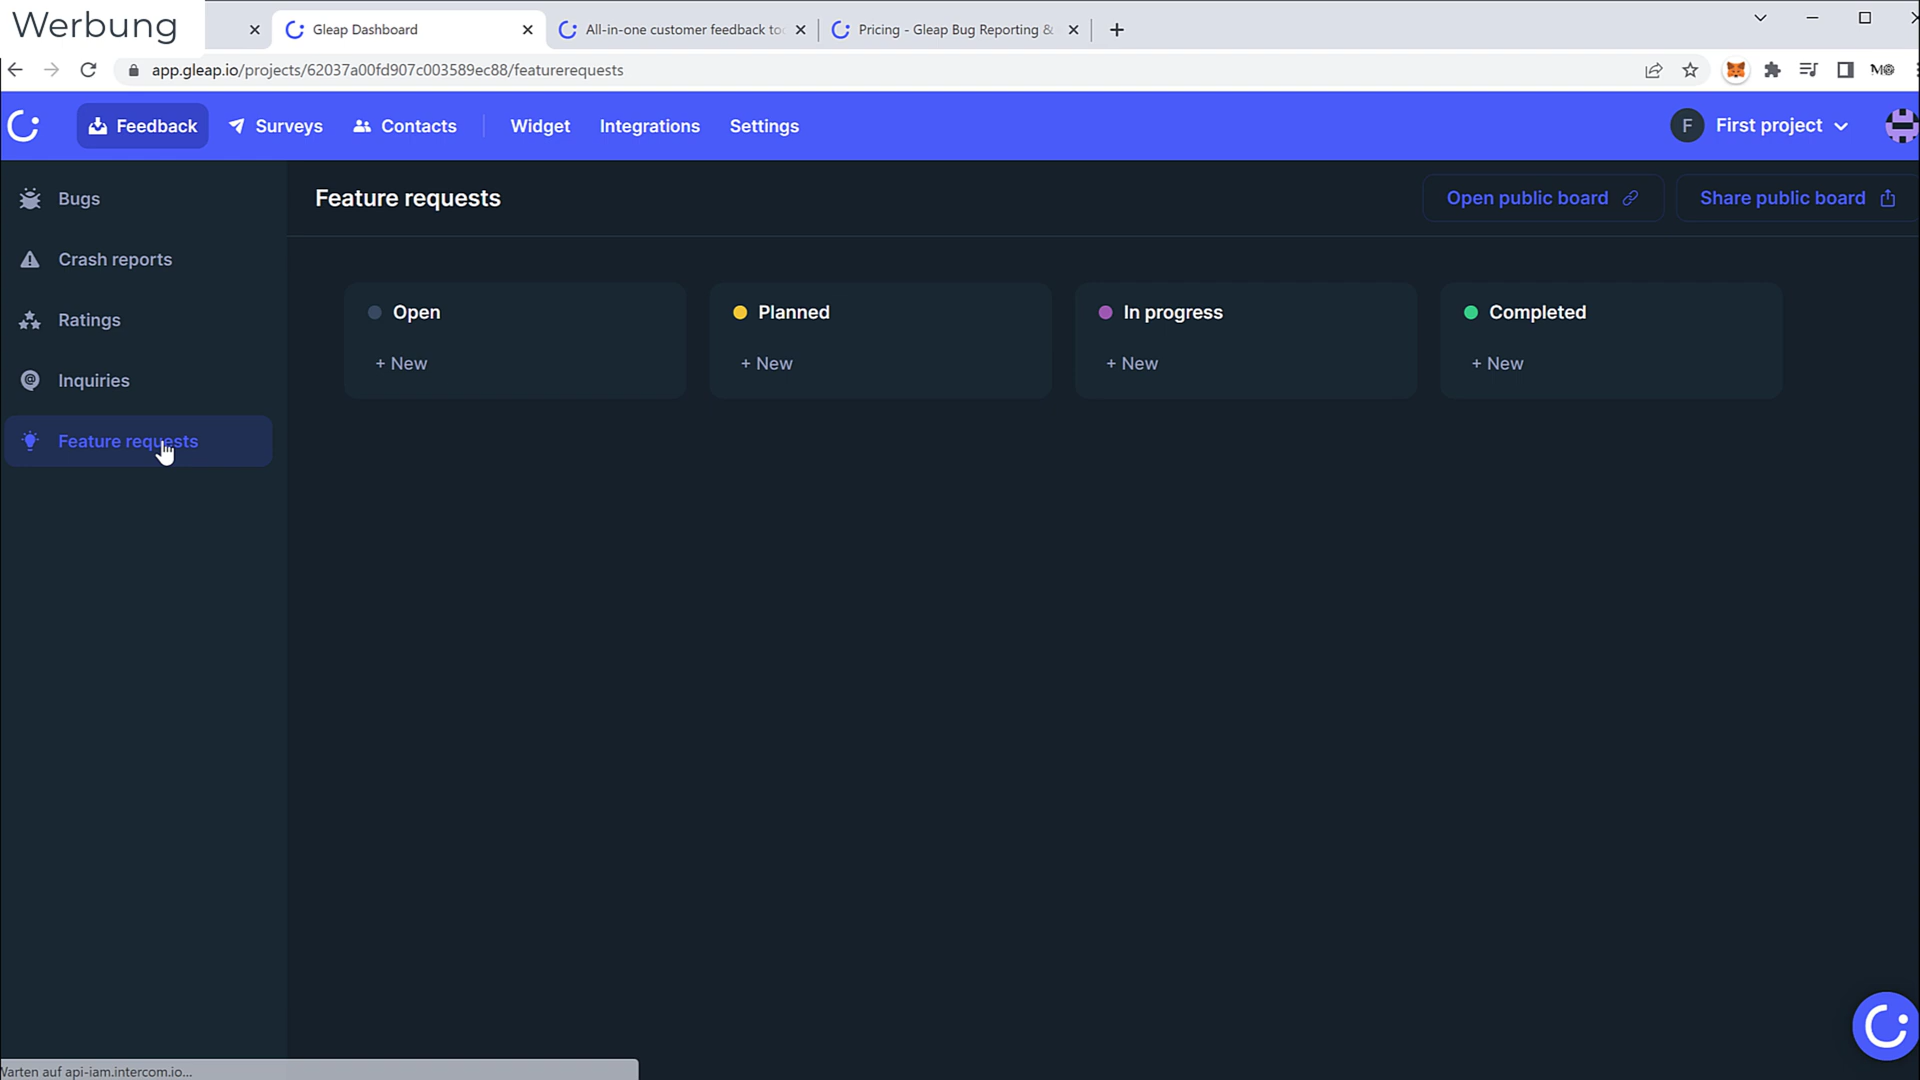 Werbung
Gleap Dashboard
All-in-one customer feedback to
Pricing - Gleap Bug Reporting &
app.gleap.io/projects/62037a00fd907c003589ec88/featurerequests
Feedback
Surveys
Contacts
Widget
Integrations
Settings
F
First project
Bugs
Crash reports
Ratings
Inquiries
Feature requests
Feature requests
Open public board
Share public board
Open
+ New
Planned
+ New
In progress
+ New
Completed
+ New
Warten auf api-iam.intercom.io...